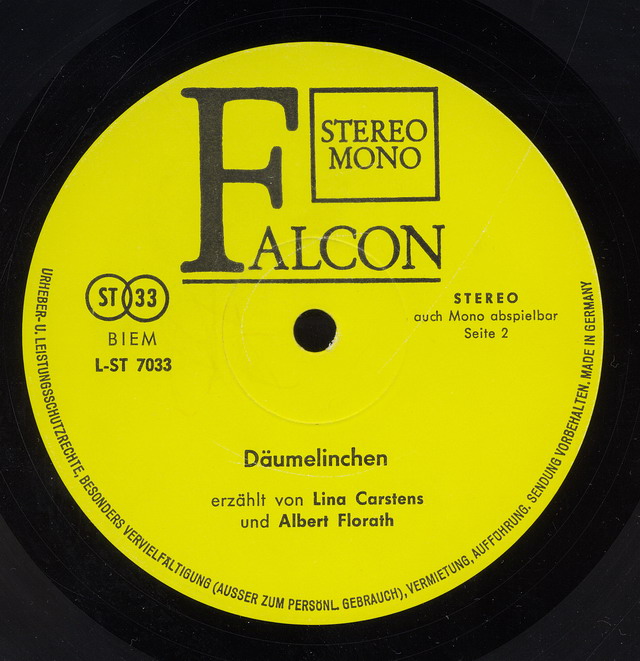 FALCON
STEREO
MONO
ST 33
BIEM
L-ST 7033
STEREO
auch Mono abspielbar
Seite 2
Däumelinchen
erzählt von Lina Carstens
und Albert Florath
URHEBER- U. LEISTUNGSSCHUTZRECHTE, BESONDERS VERVIELFÄLTIGUNG (AUSSER ZUM PERSÖNL. GEBRAUCH), VERMIETUNG, AUFFÜHRUNG. SENDUNG VORBEHALTEN. MADE IN GERMANY